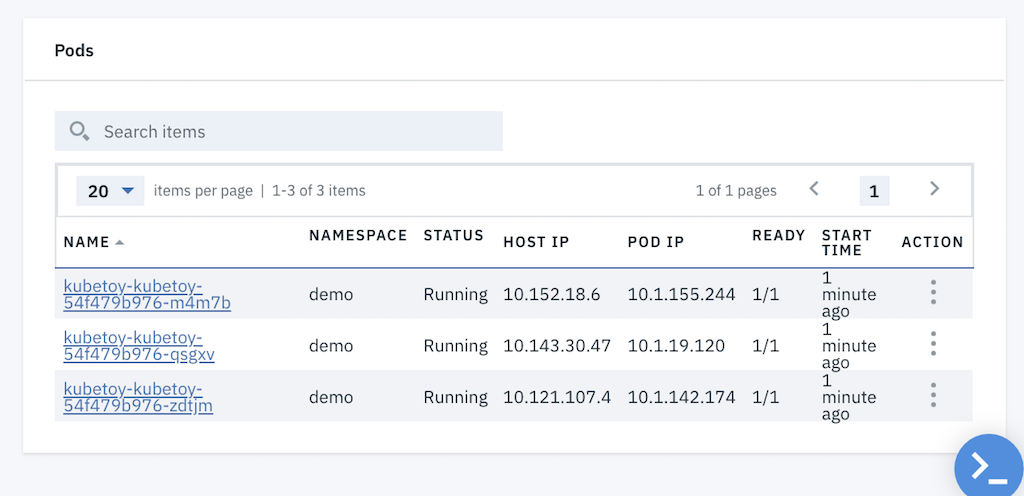 Pods
Search items
20 items per page | 1-3 of 3 items 1 of 1 pages 1
NAME NAMESPACE STATUS HOST IP POD IP READY START TIME ACTION
kubetoy-kubetoy-54f479b976-m4m7b demo Running 10.152.18.6 10.1.155.244 1/1 1 minute ago
kubetoy-kubetoy-54f479b976-qsgxv demo Running 10.143.30.47 10.1.19.120 1/1 1 minute ago
kubetoy-kubetoy-54f479b976-zdtjm demo Running 10.121.107.4 10.1.142.174 1/1 1 minute ago